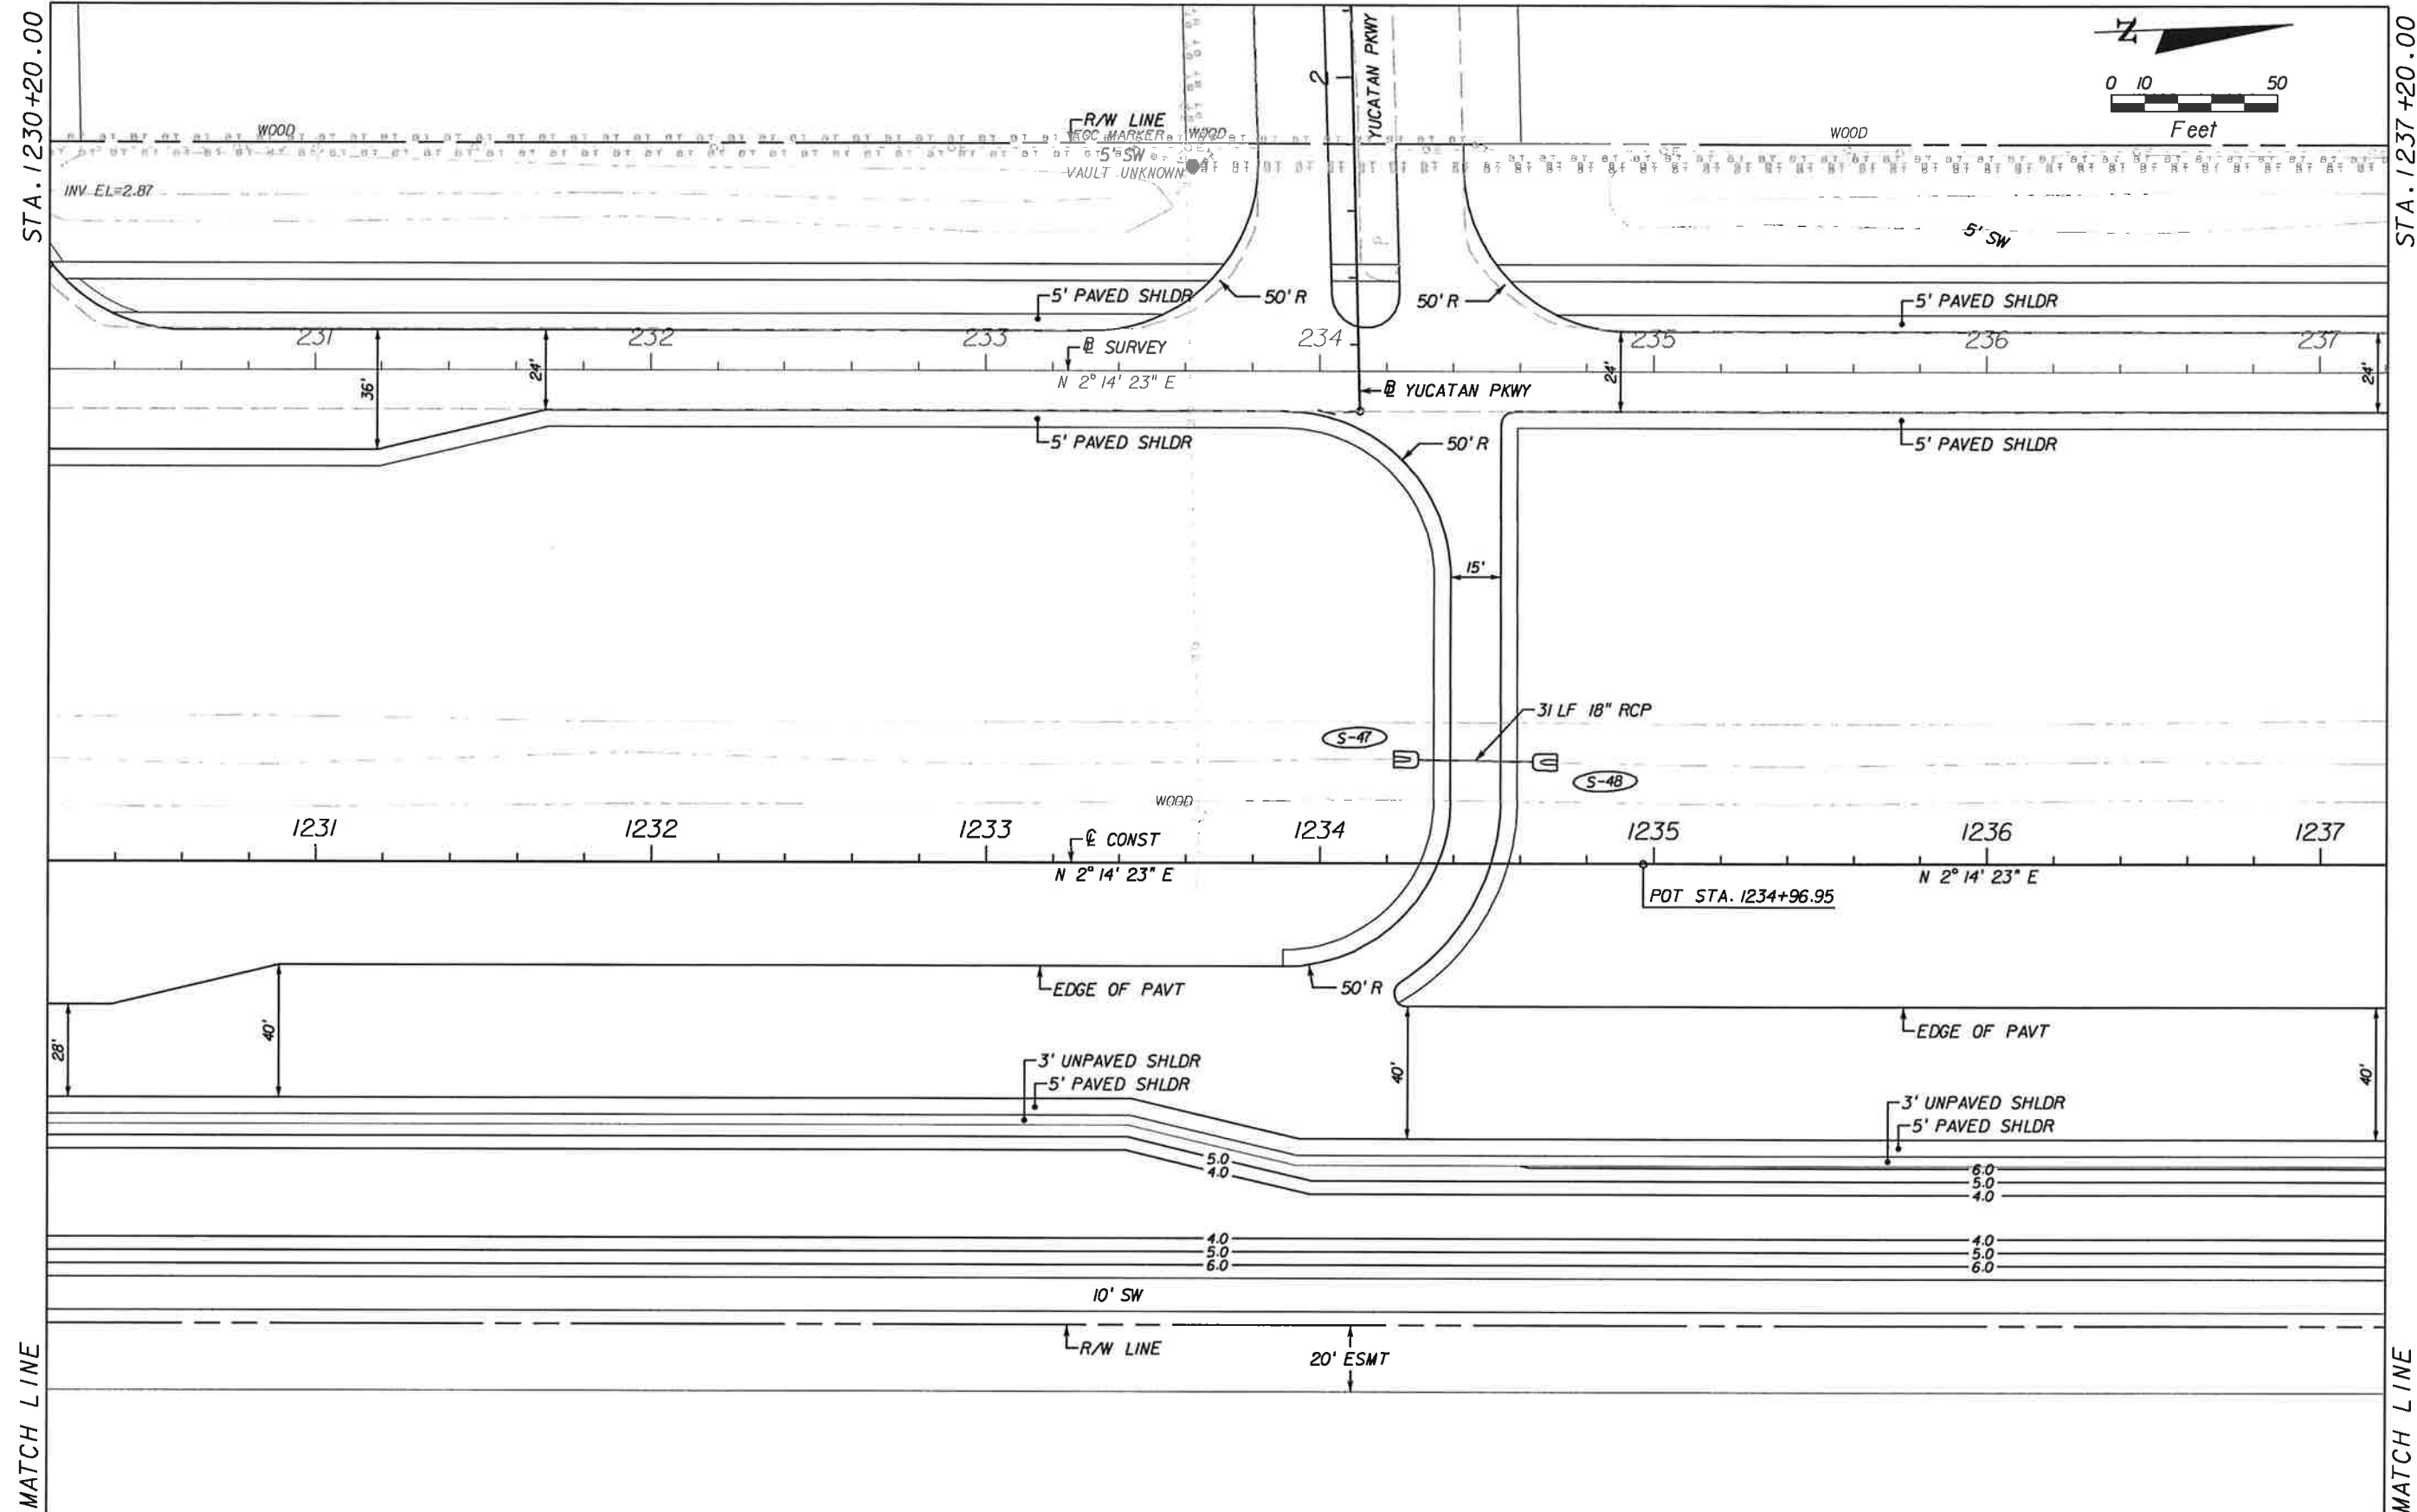 STA. 1230+20.00
STA. 1237+20.00
YUCATAN PKWY
2
Z
0 10 50
Feet
R/W LINE
WOOD
FOC MARKER
WOOD
WOOD
5' SW
VAULT UNKNOWN
INV EL=2.87
5' SW
5' PAVED SHLDR
50' R
50' R
5' PAVED SHLDR
231 232 233 234 235 236 237
℄ SURVEY
N 2° 14' 23" E
36'
24'
24'
24'
℄ YUCATAN PKWY
5' PAVED SHLDR
50' R
5' PAVED SHLDR
15'
31 LF 18" RCP
S-47
S-48
WOOD
1231 1232 1233 1234 1235 1236 1237
℄ CONST
N 2° 14' 23" E
N 2° 14' 23" E
POT STA. 1234+96.95
EDGE OF PAVT
50' R
28'
40'
EDGE OF PAVT
40'
40'
3' UNPAVED SHLDR
5' PAVED SHLDR
3' UNPAVED SHLDR
5' PAVED SHLDR
5.0
4.0
6.0
5.0
4.0
4.0
5.0
6.0
4.0
5.0
6.0
10' SW
R/W LINE
20' ESMT
MATCH LINE
MATCH LINE